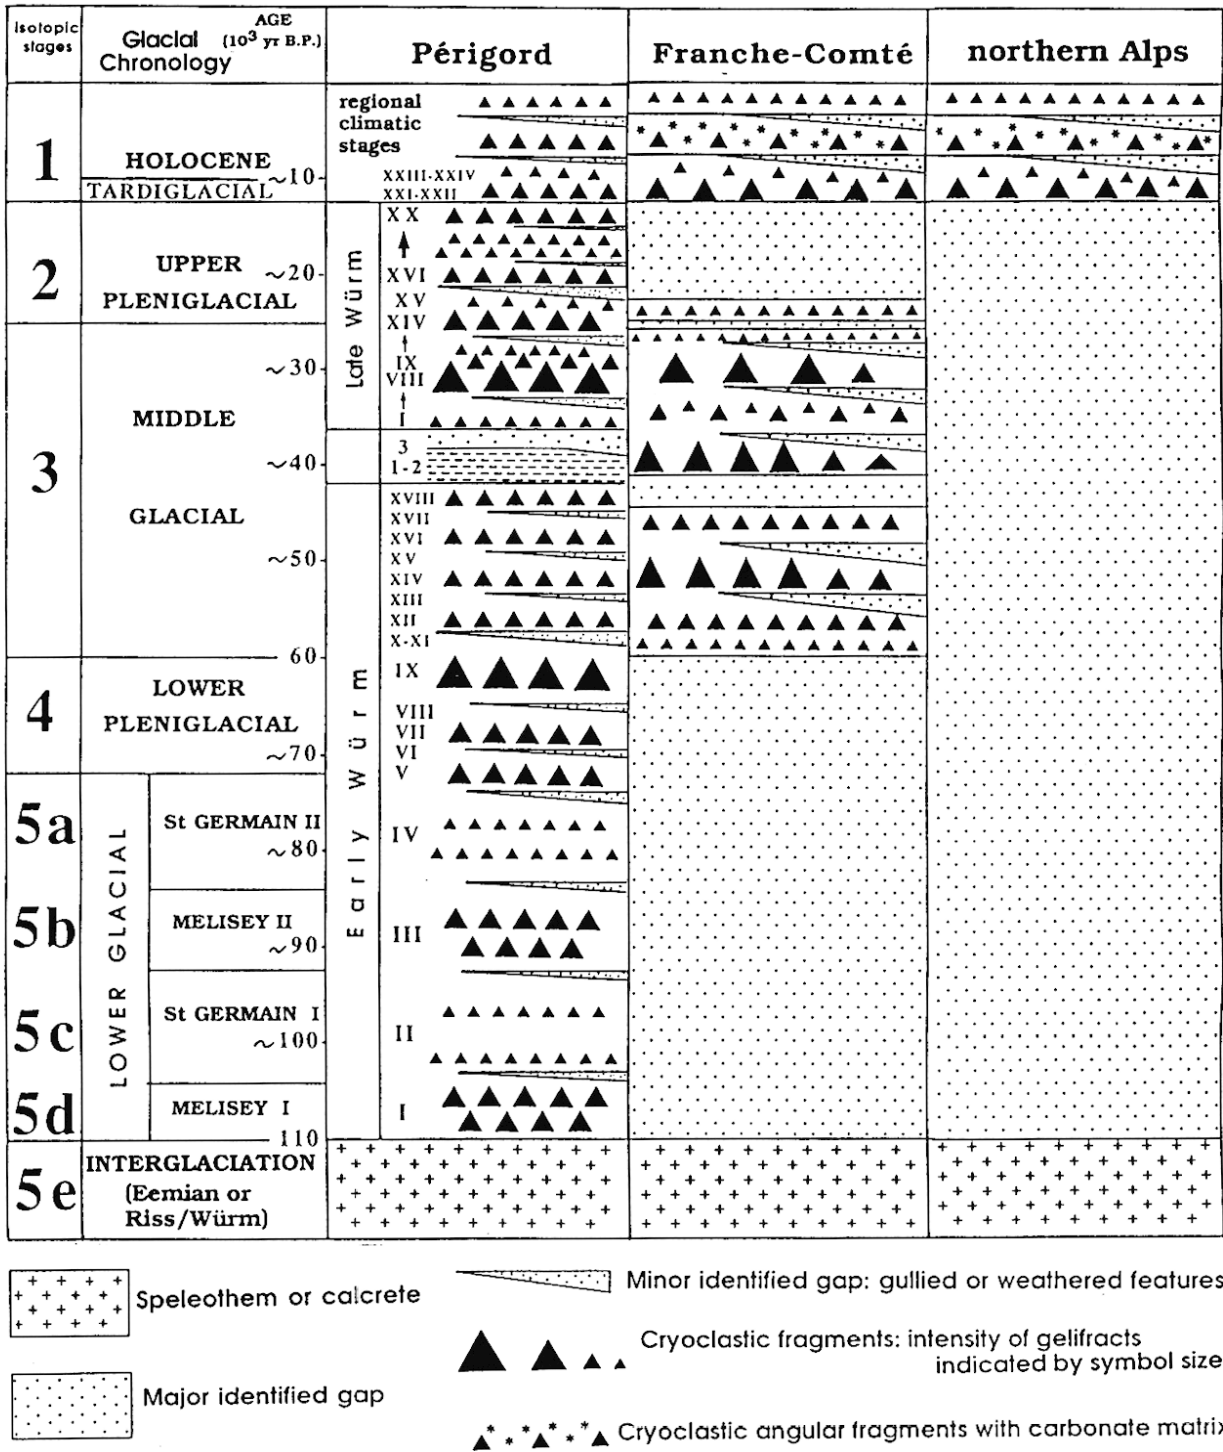 Isotopic stages
Glacial Chronology
AGE (10³ yr B.P.)
Périgord
Franche-Comté
northern Alps
1
HOLOCENE
~10
TARDIGLACIAL
regional
climatic
stages
XXIII-XXIV
XXI-XXII
2
UPPER
~20
PLENIGLACIAL
Late Würm
XX
XVI
XV
XIV
3
~30
MIDDLE
~40
GLACIAL
~50
60
IX
VIII
I
3
1-2
Early Würm
XVIII
XVII
XVI
XV
XIV
XIII
XII
X-XI
4
LOWER
PLENIGLACIAL
~70
IX
VIII
VII
VI
V
LOWER GLACIAL
5a
St GERMAIN II
~80
IV
5b
MELISEY II
~90
III
5c
St GERMAIN I
~100
II
5d
MELISEY I
110
I
5e
INTERGLACIATION
(Eemian or
Riss/Würm)
Speleothem or calcrete
Major identified gap
Minor identified gap: gullied or weathered features
Cryoclastic fragments: intensity of gelifracts
indicated by symbol size
Cryoclastic angular fragments with carbonate matrix